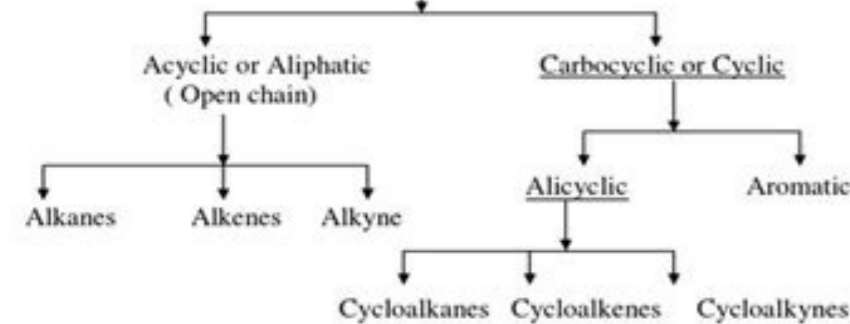 Acyclic or Aliphatic
( Open chain)
Carbocyclic or Cyclic
Alicyclic
Aromatic
Alkanes
Alkenes
Alkyne
Cycloalkanes
Cycloalkenes
Cycloalkynes